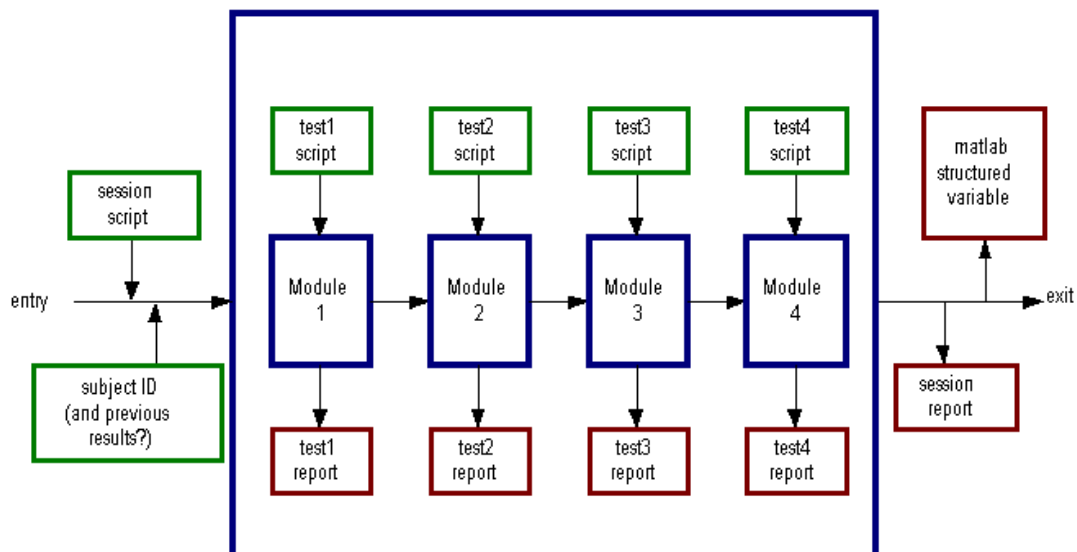 test1
script
test2
script
test3
script
test4
script
matlab
structured
variable
session
script
entry
Module
1
Module
2
Module
3
Module
4
exit
subject ID
(and previous
results?)
session
report
test1
report
test2
report
test3
report
test4
report